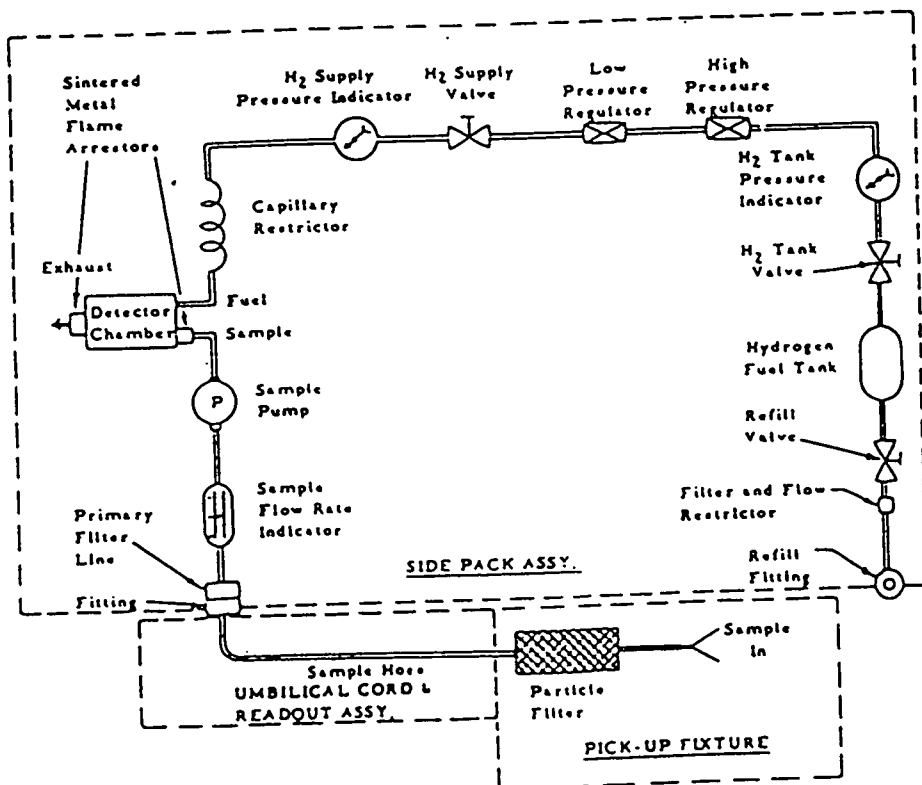 Sintered
Metal
Flame
Arrestors
H2 Supply
Pressure Indicator
H2 Supply
Valve
Low
Pressure
Regulator
High
Pressure
Regulator
H2 Tank
Pressure
Indicator
Capillary
Restrictor
H2 Tank
Valve
Exhaust
Fuel
Detector
Chamber
Sample
Hydrogen
Fuel Tank
P
Sample
Pump
Refill
Valve
Sample
Flow Rate
Indicator
Filter and Flow
Restrictor
Primary
Filter
Line
SIDE PACK ASSY.
Refill
Fitting
Fitting
Sample
In
Sample Hose
UMBILICAL CORD &
READOUT ASSY.
Particle
Filter
PICK-UP FIXTURE